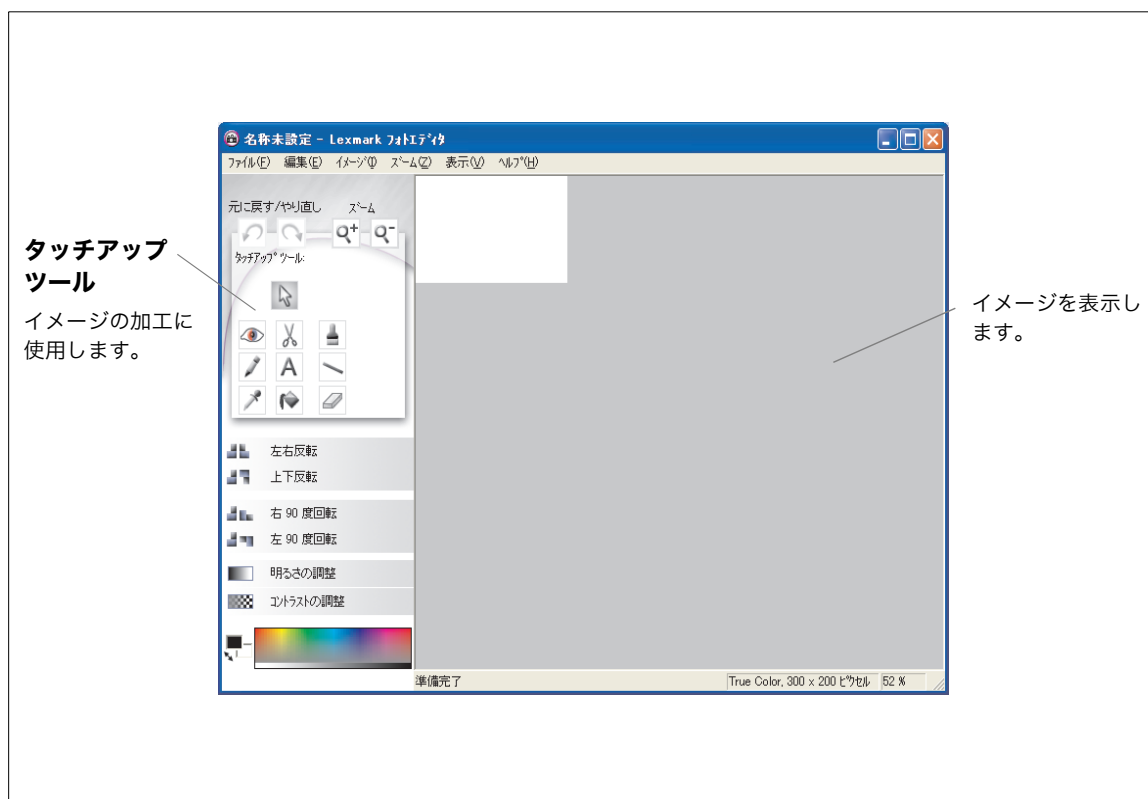 名称未設定 - Lexmark ﾌｫﾄｴﾃﾞｨﾀ
ﾌｧｲﾙ(F) 編集(E) ｲﾒｰｼﾞ(I) ｽﾞｰﾑ(Z) 表示(V) ﾍﾙﾌﾟ(H)
元に戻す/やり直し ｽﾞｰﾑ
ﾀｯﾁｱｯﾌﾟ ﾂｰﾙ:
タッチアップ
ツール
イメージの加工に
使用します。
イメージを表示し
ます。
A
左右反転
上下反転
右 90 度回転
左 90 度回転
明るさの調整
ｺﾝﾄﾗｽﾄの調整
準備完了 True Color, 300 x 200 ﾋﾟｸｾﾙ 52 %